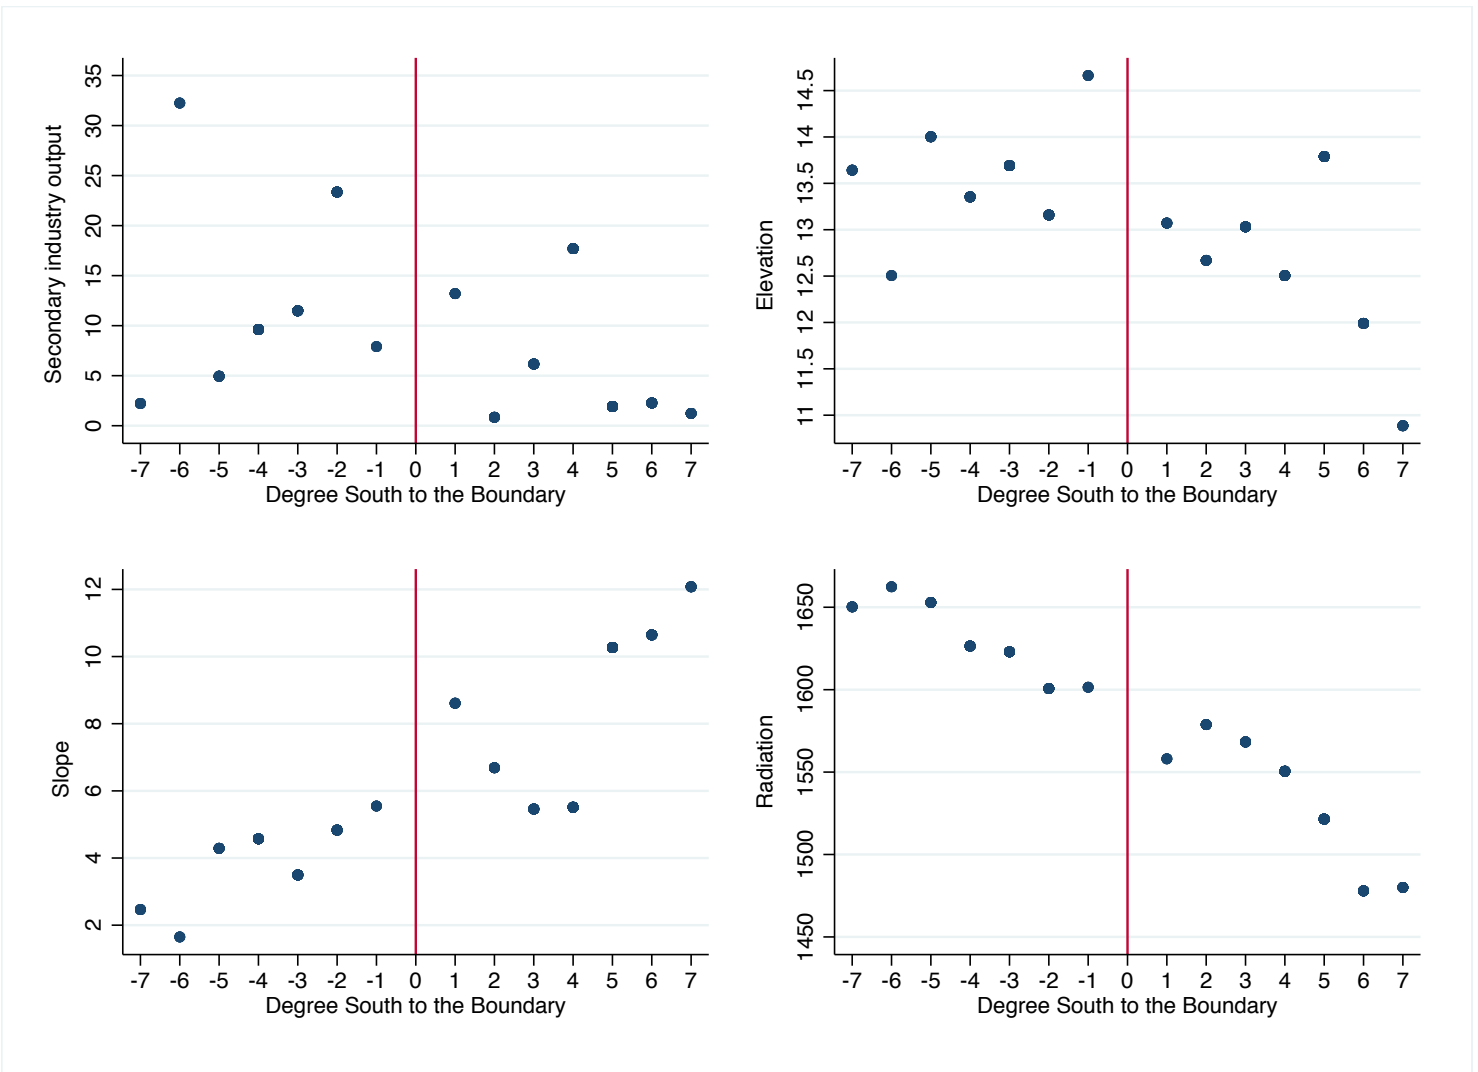 Secondary industry output
35
30
25
20
15
10
5
0
-7 -6 -5 -4 -3 -2 -1 0 1 2 3 4 5 6 7
Degree South to the Boundary
Elevation
14.5
14
13.5
13
12.5
12
11.5
11
-7 -6 -5 -4 -3 -2 -1 0 1 2 3 4 5 6 7
Degree South to the Boundary
Slope
12
10
8
6
4
2
-7 -6 -5 -4 -3 -2 -1 0 1 2 3 4 5 6 7
Degree South to the Boundary
Radiation
1650
1600
1550
1500
1450
-7 -6 -5 -4 -3 -2 -1 0 1 2 3 4 5 6 7
Degree South to the Boundary